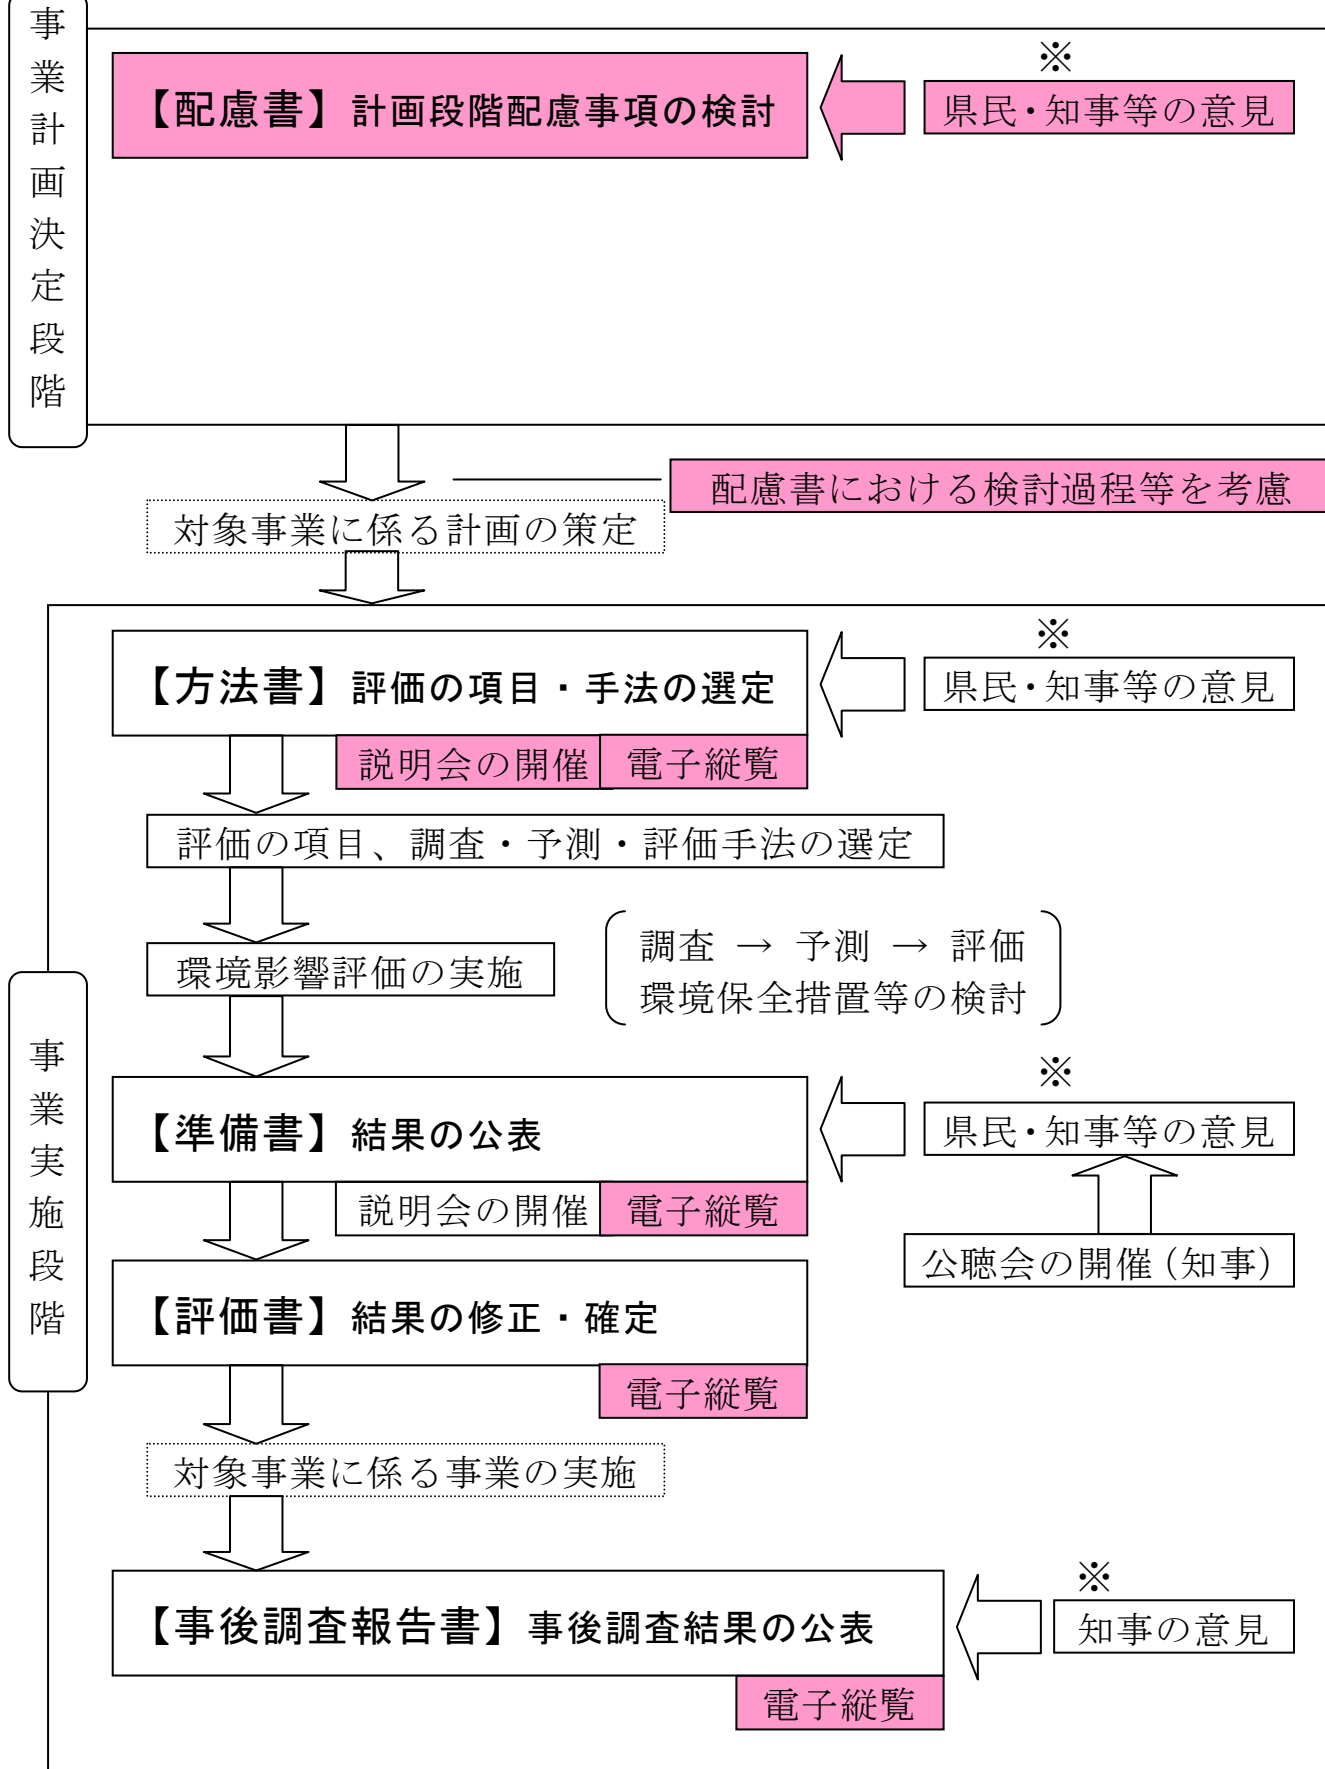 事業計画決定段階
※
【配慮書】計画段階配慮事項の検討
県民・知事等の意見
配慮書における検討過程等を考慮
対象事業に係る計画の策定
※
【方法書】評価の項目・手法の選定
県民・知事等の意見
説明会の開催
電子縦覧
評価の項目、調査・予測・評価手法の選定
調査 → 予測 → 評価
環境影響評価の実施
環境保全措置等の検討
事業実施段階
※
【準備書】結果の公表
県民・知事等の意見
説明会の開催
電子縦覧
公聴会の開催(知事)
【評価書】結果の修正・確定
電子縦覧
対象事業に係る事業の実施
※
【事後調査報告書】事後調査結果の公表
知事の意見
電子縦覧